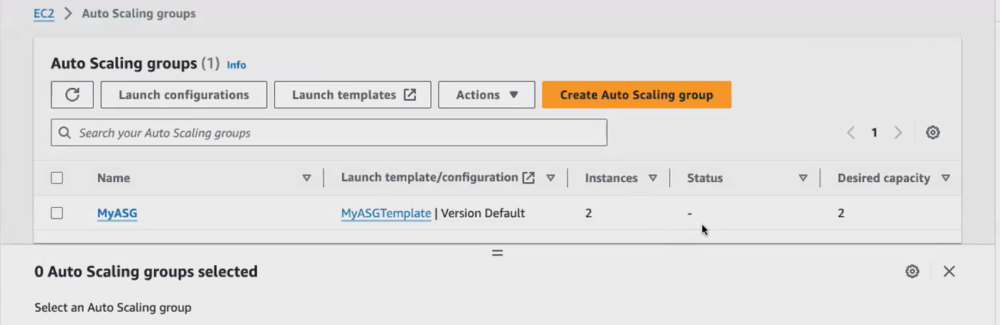 EC2 > Auto Scaling groups
Auto Scaling groups (1) Info
Launch configurations Launch templates Actions Create Auto Scaling group
Search your Auto Scaling groups 1
Name Launch template/configuration Instances Status Desired capacity
MyASG MyASGTemplate | Version Default 2 - 2
0 Auto Scaling groups selected
Select an Auto Scaling group